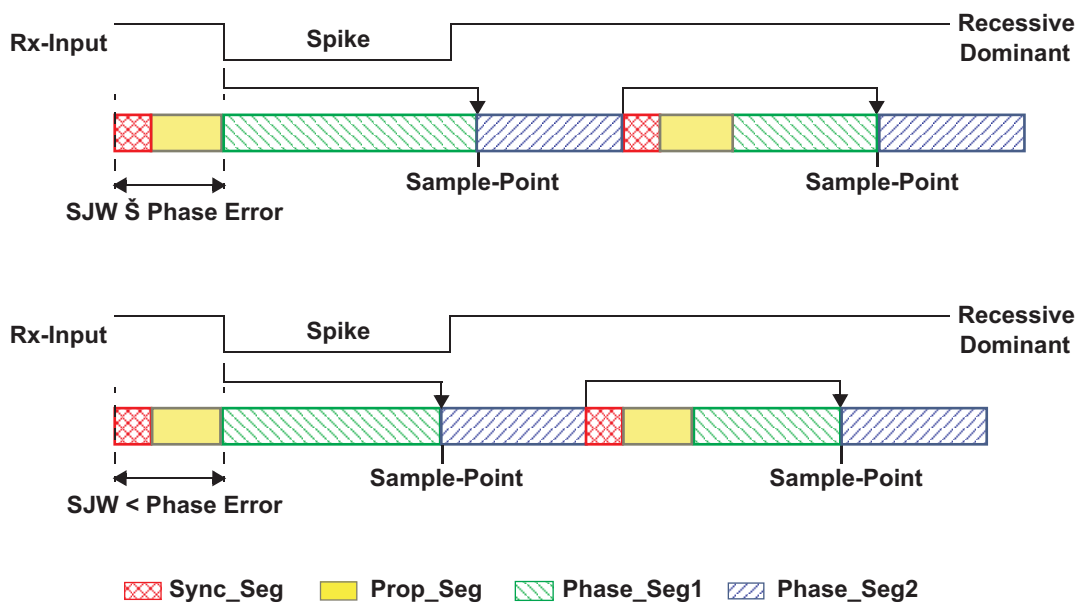 Rx-Input
Spike
Recessive
Dominant
Sample-Point
Sample-Point
SJW Š Phase Error
Rx-Input
Spike
Recessive
Dominant
Sample-Point
Sample-Point
SJW < Phase Error
Sync_Seg
Prop_Seg
Phase_Seg1
Phase_Seg2